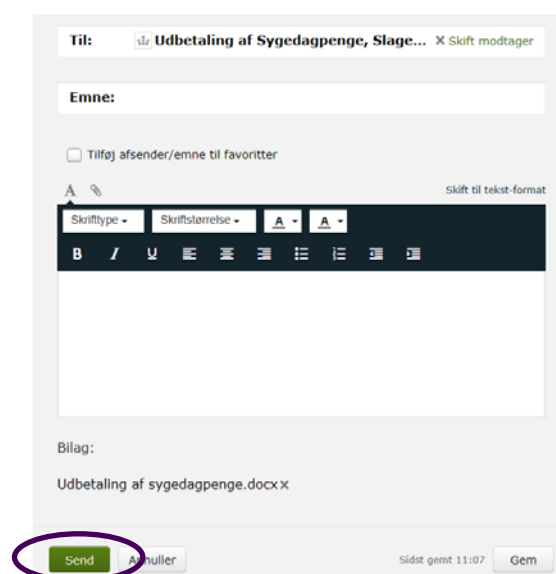 Til: Udbetaling af Sygedagpenge, Slage... × Skift modtager
Emne:
Tilføj afsender/emne til favoritter
A Skift til tekst-format
Skrifttype Skriftstørrelse A A
B I U
Bilag:
Udbetaling af sygedagpenge.docx ×
Send Annuller Sidst gemt 11:07 Gem